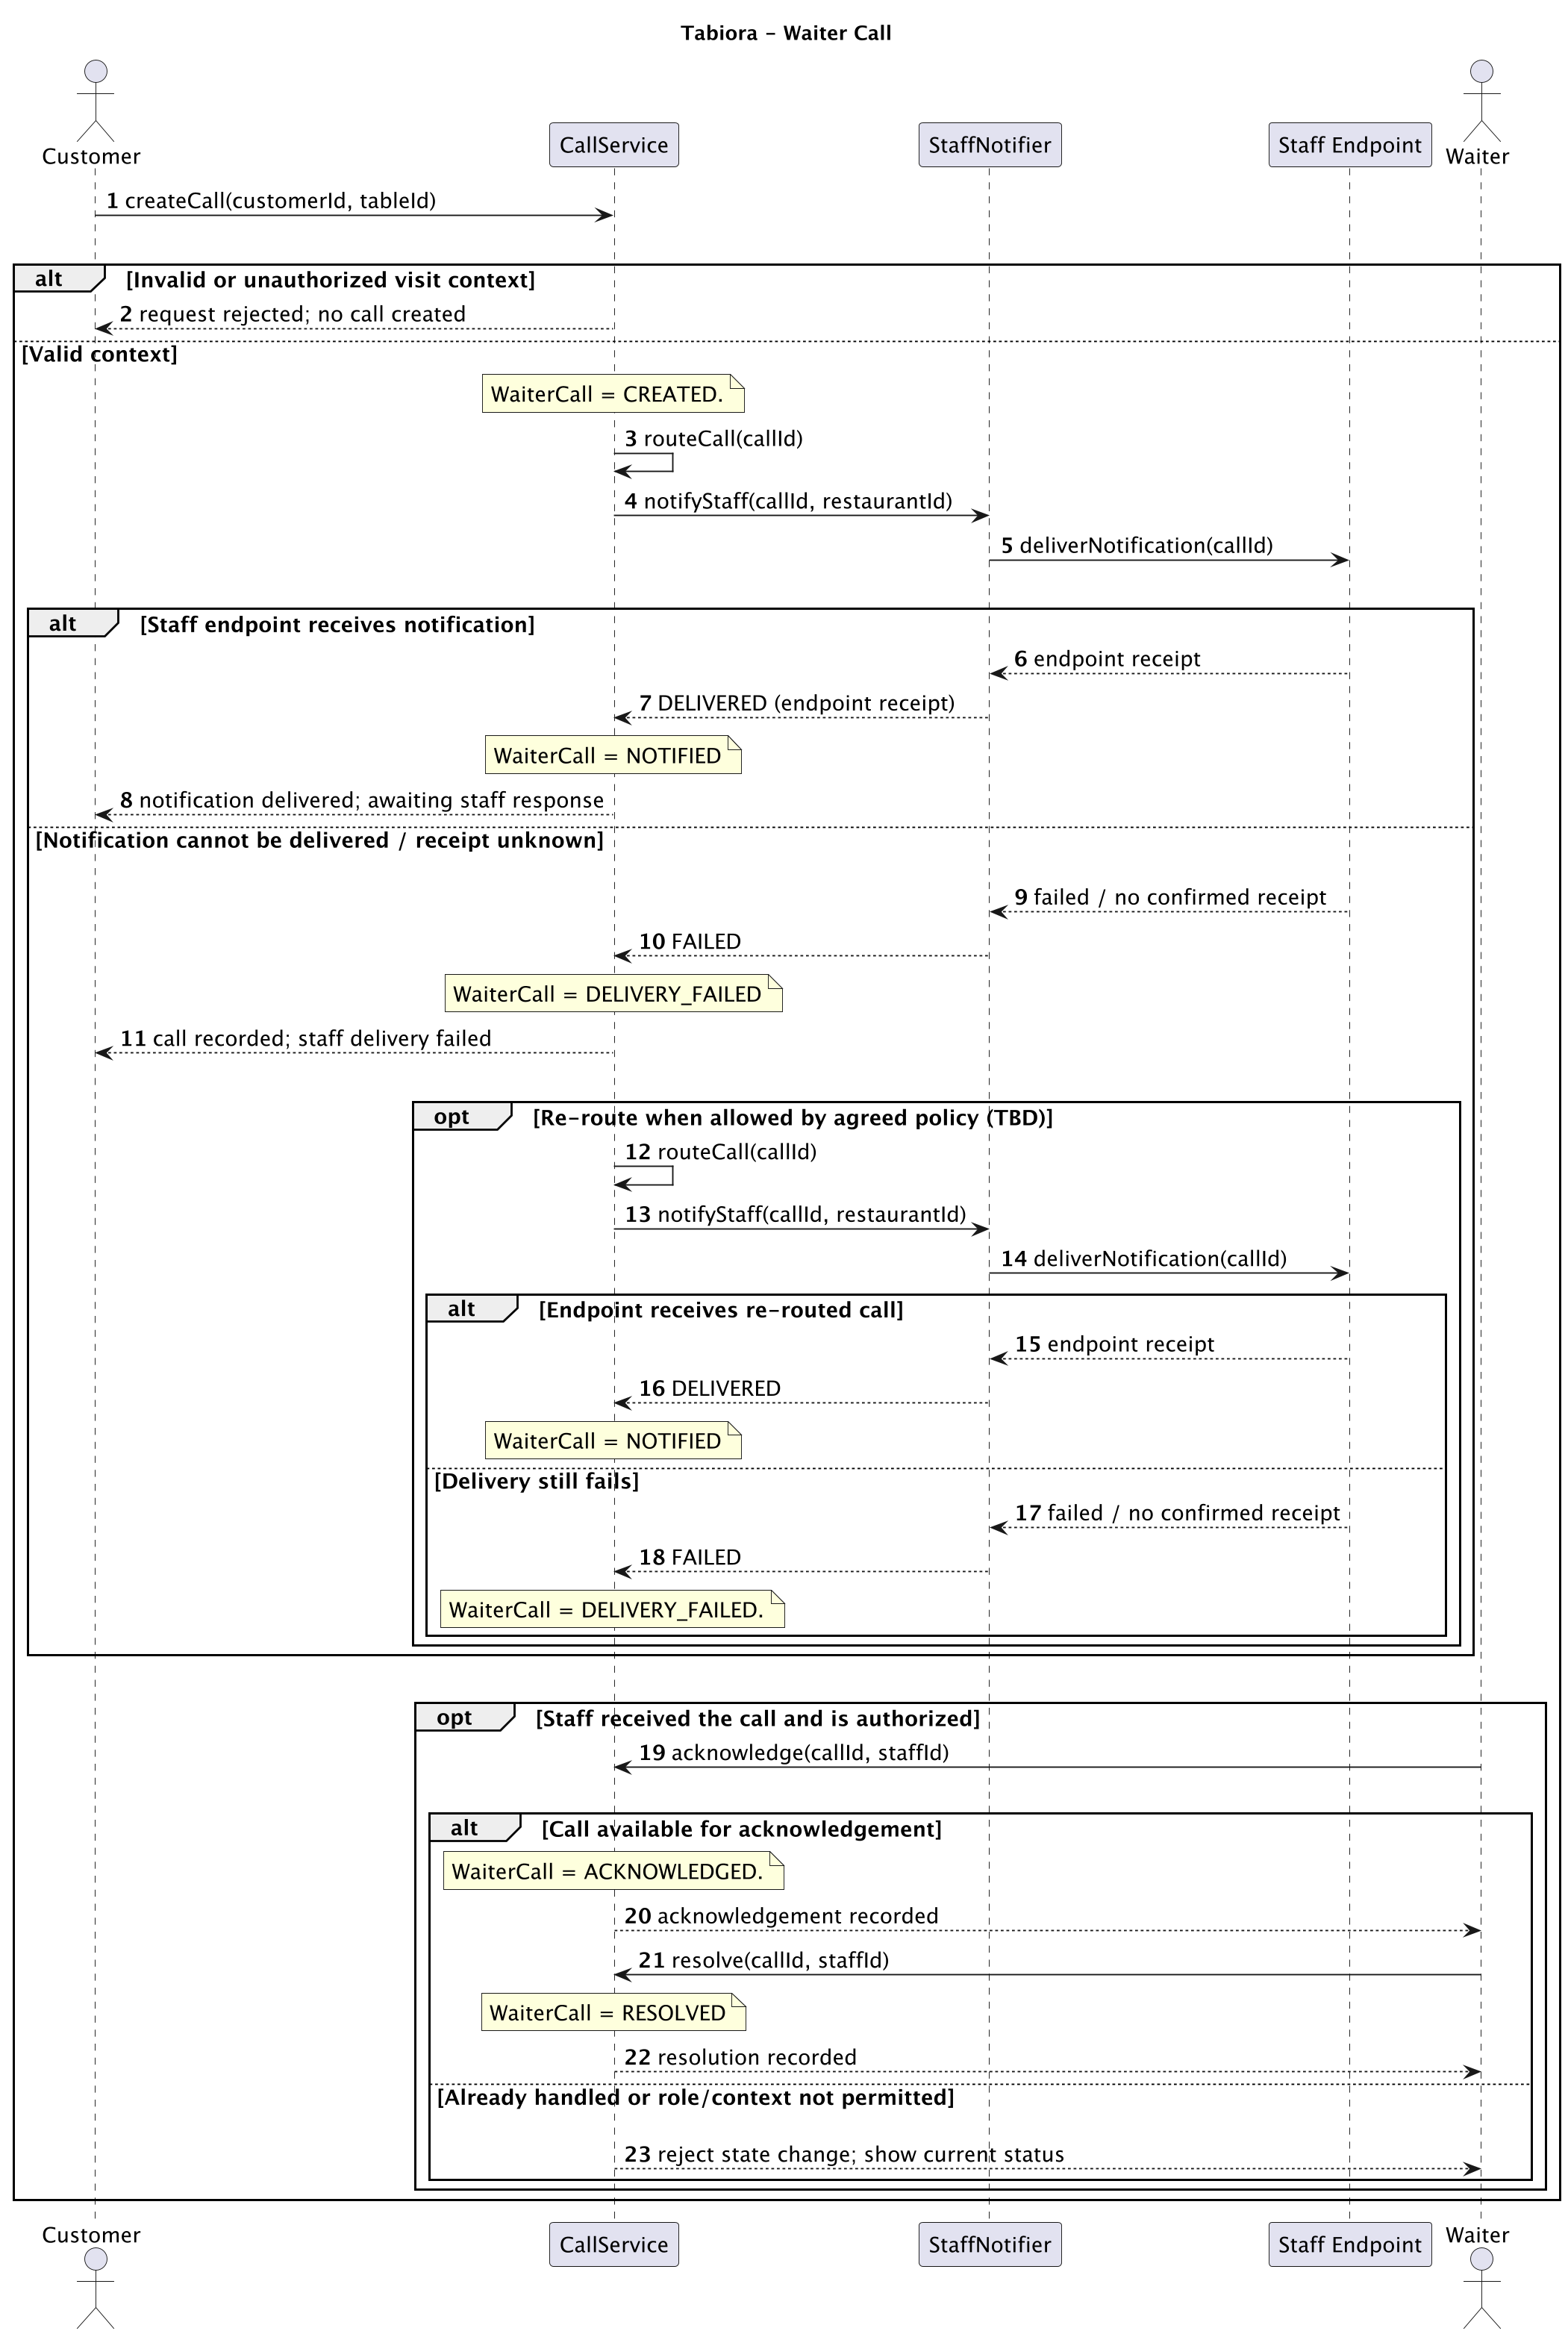 Tabiora - Waiter Call
Customer
CallService
StaffNotifier
Staff Endpoint
Waiter
1 createCall(customerId, tableId)
alt [Invalid or unauthorized visit context]
2 request rejected; no call created
[Valid context]
WaiterCall = CREATED.
3 routeCall(callId)
4 notifyStaff(callId, restaurantId)
5 deliverNotification(callId)
alt [Staff endpoint receives notification]
6 endpoint receipt
7 DELIVERED (endpoint receipt)
WaiterCall = NOTIFIED
8 notification delivered; awaiting staff response
[Notification cannot be delivered / receipt unknown]
9 failed / no confirmed receipt
10 FAILED
WaiterCall = DELIVERY_FAILED
11 call recorded; staff delivery failed
opt [Re-route when allowed by agreed policy (TBD)]
12 routeCall(callId)
13 notifyStaff(callId, restaurantId)
14 deliverNotification(callId)
alt [Endpoint receives re-routed call]
15 endpoint receipt
16 DELIVERED
WaiterCall = NOTIFIED
[Delivery still fails]
17 failed / no confirmed receipt
18 FAILED
WaiterCall = DELIVERY_FAILED.
opt [Staff received the call and is authorized]
19 acknowledge(callId, staffId)
alt [Call available for acknowledgement]
WaiterCall = ACKNOWLEDGED.
20 acknowledgement recorded
21 resolve(callId, staffId)
WaiterCall = RESOLVED
22 resolution recorded
[Already handled or role/context not permitted]
23 reject state change; show current status
Customer
CallService
StaffNotifier
Staff Endpoint
Waiter